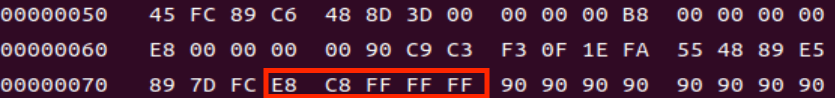 00000050   45 FC 89 C6  48 8D 3D 00  00 00 00 B8  00 00 00 00
00000060   E8 00 00 00  00 90 C9 C3  F3 0F 1E FA  55 48 89 E5
00000070   89 7D FC E8  C8 FF FF FF  90 90 90 90  90 90 90 90